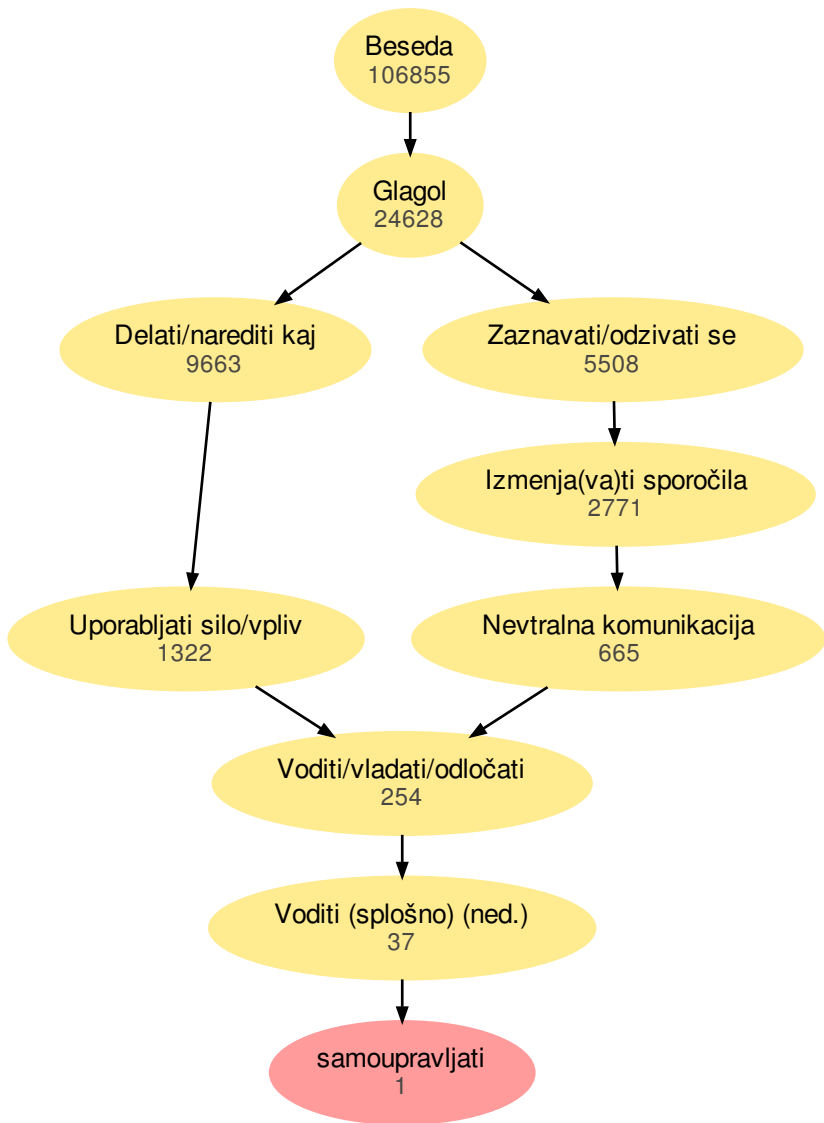 Beseda
106855
Glagol
24628
Delati/narediti kaj
9663
Zaznavati/odzivati se
5508
Izmenja(va)ti sporočila
2771
Uporabljati silo/vpliv
1322
Nevtralna komunikacija
665
Voditi/vladati/odločati
254
Voditi (splošno) (ned.)
37
samoupravljati
1